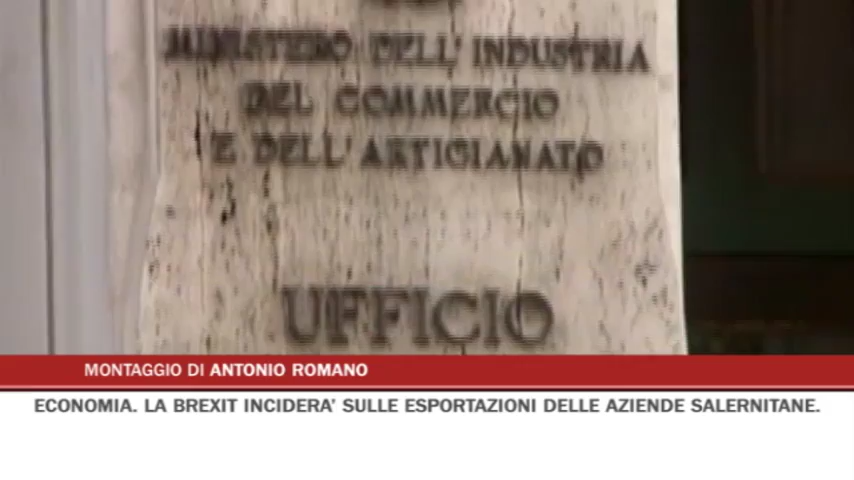 MINISTERO DELL'INDUSTRIA
DEL COMMERCIO
E DELL'ARTIGIANATO
UFFICIO
MONTAGGIO DI ANTONIO ROMANO
ECONOMIA. LA BREXIT INCIDERA' SULLE ESPORTAZIONI DELLE AZIENDE SALERNITANE.